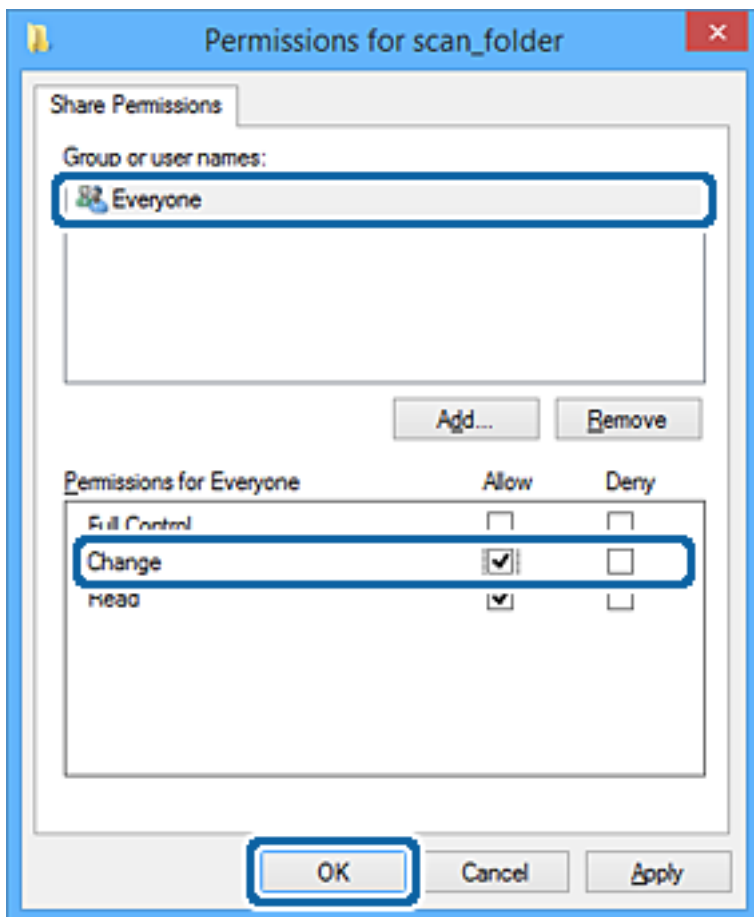 Permissions for scan_folder
Share Permissions
Group or user names:
Everyone
Add... Remove
Permissions for Everyone Allow Deny
Full Control
Change
Read
OK Cancel Apply